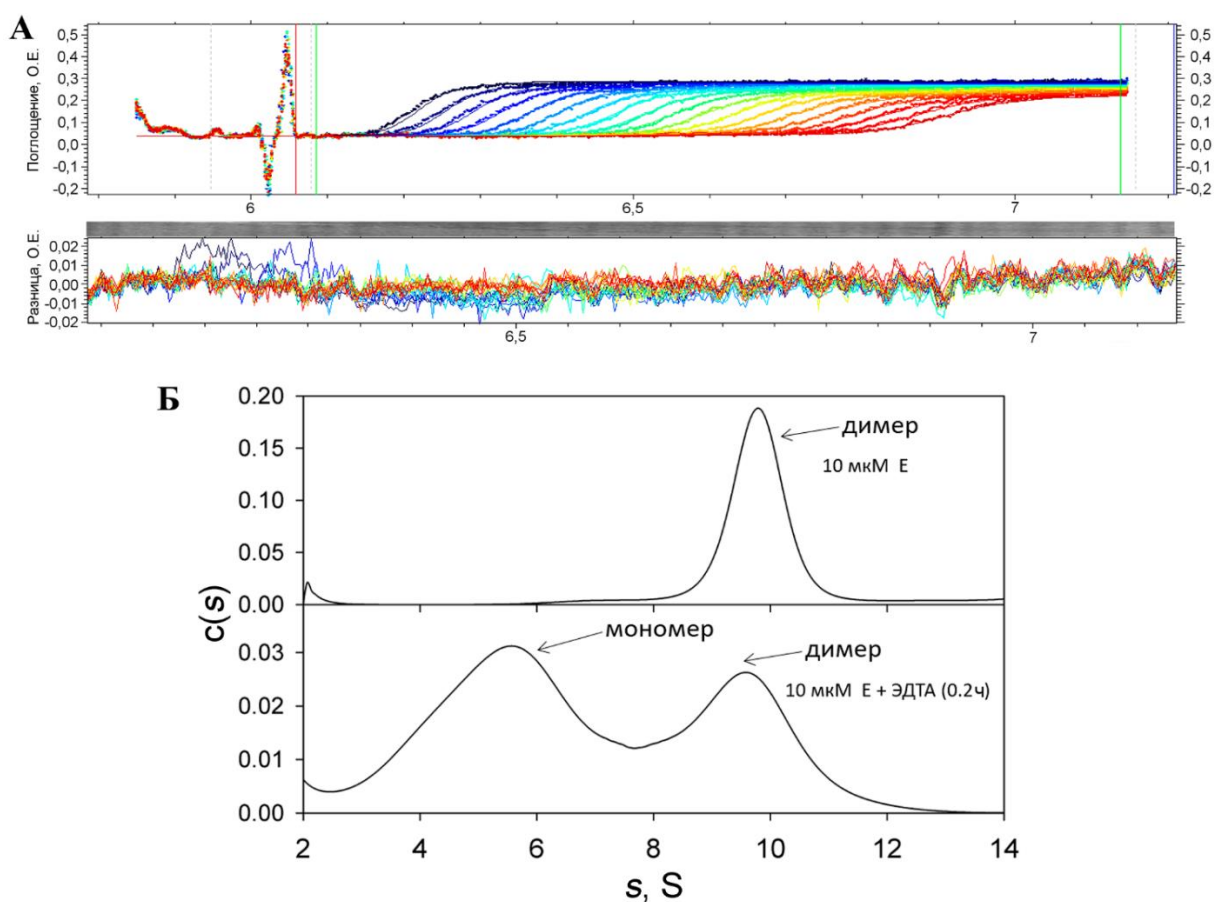 А
Поглощение, О.Е.
0,5
0,4
0,3
0,2
0,1
0,0
-0,1
-0,2
0,5
0,4
0,3
0,2
0,1
0,0
-0,1
-0,2
6 6,5 7
Разница, О.Е.
0,02
0,01
0,00
-0,01
-0,02
6,5 7
Б
0.20
0.15
0.10
0.05
0.00
димер
10 мкМ Е
c(s)
0.03
0.02
0.01
0.00
мономер
димер
10 мкМ Е + ЭДТА (0.2ч)
2 4 6 8 10 12 14
s, S